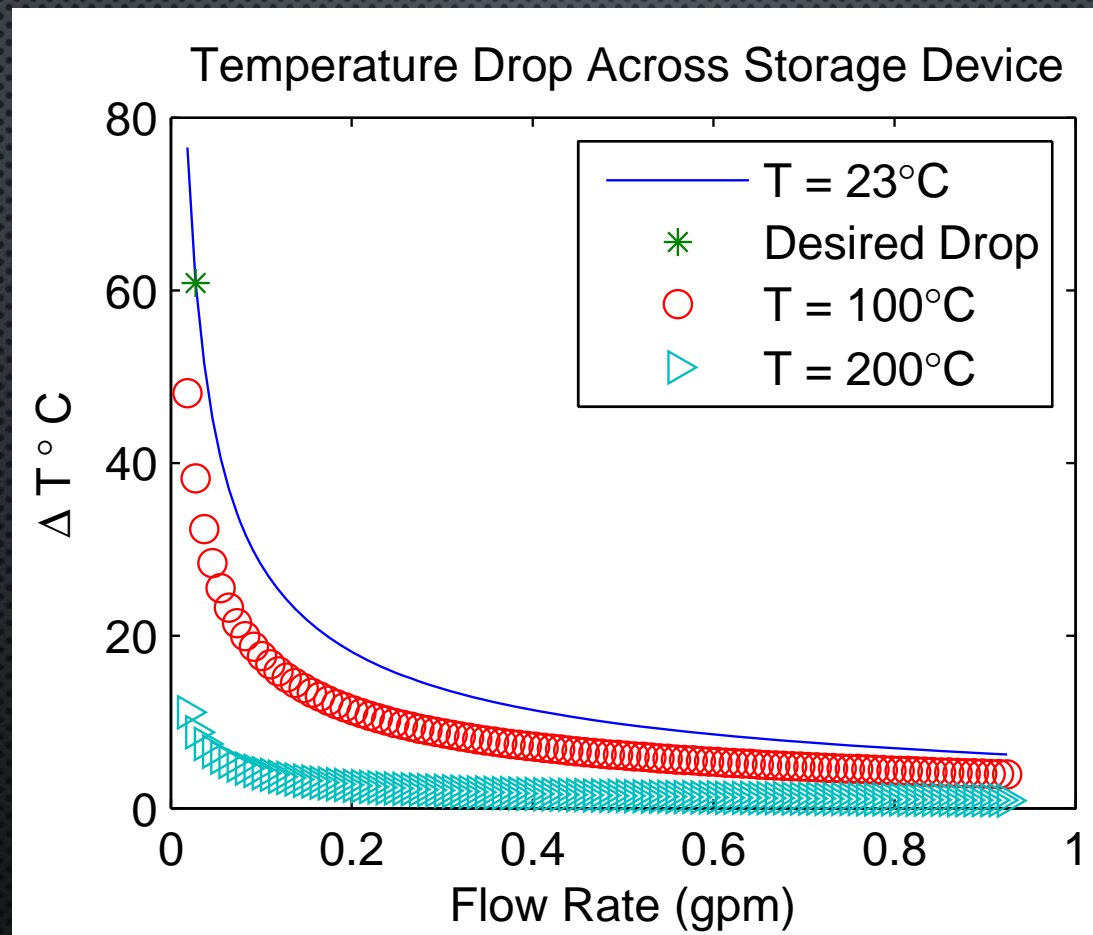 Temperature Drop Across Storage Device
80
60
40
20
0
Δ T° C
T = 23°C
Desired Drop
T = 100°C
T = 200°C
0 0.2 0.4 0.6 0.8 1
Flow Rate (gpm)